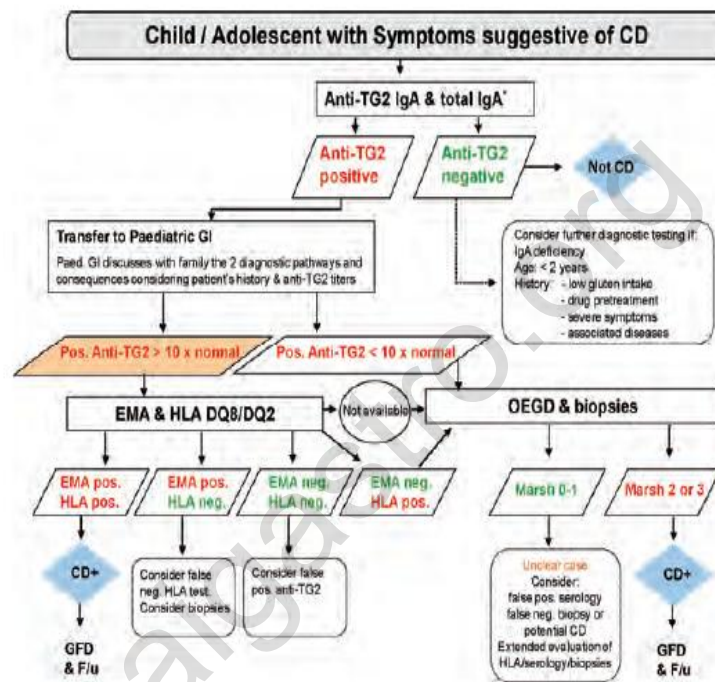 Child / Adolescent with Symptoms suggestive of CD
Anti-TG2 IgA & total IgA*
Anti-TG2
positive
Anti-TG2
negative
Not CD
Transfer to Paediatric GI
Paed. GI discusses with family the 2 diagnostic pathways and
consequences considering patient's history & anti-TG2 titers
Consider further diagnostic testing if:
IgA deficiency
Age: < 2 years
History: - low gluten intake
- drug pretreatment
- severe symptoms
- associated diseases
Pos. Anti-TG2 > 10 x normal
Pos. Anti-TG2 < 10 x normal
EMA & HLA DQ8/DQ2
Not available
OEGD & biopsies
EMA pos.
HLA pos.
EMA pos.
HLA neg.
EMA neg.
HLA neg.
EMA neg.
HLA pos.
Marsh 0-1
Marsh 2 or 3
CD+
Consider false
neg. HLA test.
Consider biopsies
Consider false
pos. anti-TG2
Unclear case
Consider:
false pos. serology
false neg. biopsy or
potential CD
Extended evaluation of
HLA/serology/biopsies
CD+
GFD
& F/u
GFD
& F/u
aigastro.org